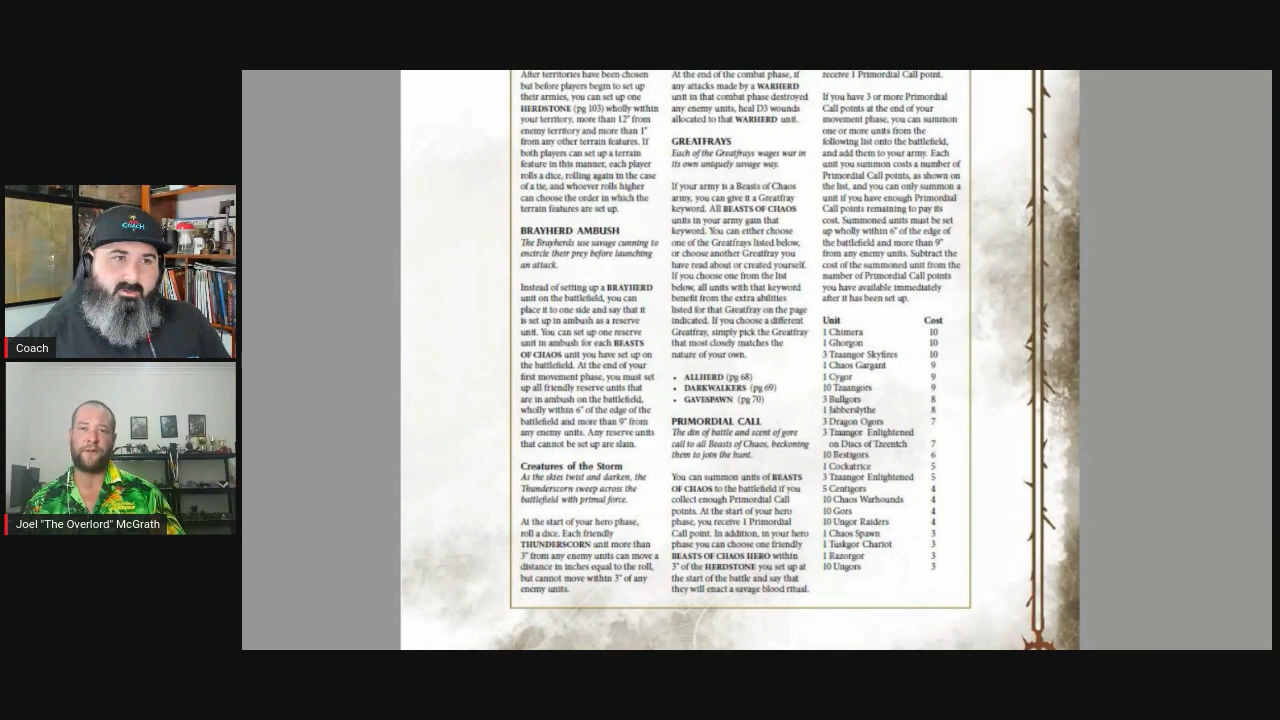 COACH
Coach
Joel "The Overlord" McGrath
After territories have been chosen
but before players begin to set up
their armies, you can set up one
HERDSTONE (pg 103) wholly within
your territory, more than 12" from
enemy territory and more than 1"
from any other terrain features. If
both players can set up a terrain
feature in this manner, each player
rolls a dice, rolling again in the case
of a tie, and whoever rolls higher
can choose the order in which the
terrain features are set up.
BRAYHERD AMBUSH
The Brayherds use savage cunning to
encircle their prey before launching
an attack.
Instead of setting up a BRAYHERD
unit on the battlefield, you can
place it to one side and say that it
is set up in ambush as a reserve
unit. You can set up one reserve
unit in ambush for each BEASTS
OF CHAOS unit you have set up on
the battlefield. At the end of your
first movement phase, you must set
up all friendly reserve units that
are in ambush on the battlefield,
wholly within 6" of the edge of the
battlefield and more than 9" from
any enemy units. Any reserve units
that cannot be set up are slain.
Creatures of the Storm
As the skies twist and darken, the
Thunderscorn sweep across the
battlefield with primal force.
At the start of your hero phase,
roll a dice. Each friendly
THUNDERSCORN unit more than
3" from any enemy units can move a
distance in inches equal to the roll,
but cannot move within 3" of any
enemy units.
At the end of the combat phase, if
any attacks made by a WARHERD
unit in that combat phase destroyed
any enemy units, heal D3 wounds
allocated to that WARHERD unit.
GREATFRAYS
Each of the Greatfrays wages war in
its own uniquely savage way.
If your army is a Beasts of Chaos
army, you can give it a Greatfray
keyword. All BEASTS OF CHAOS
units in your army gain that
keyword. You can either choose
one of the Greatfrays listed below,
or choose another Greatfray you
have read about or created yourself.
If you choose one from the list
below, all units with that keyword
benefit from the extra abilities
listed for that Greatfray on the page
indicated. If you choose a different
Greatfray, simply pick the Greatfray
that most closely matches the
nature of your own.
• ALLHERD (pg 68)
• DARKWALKERS (pg 69)
• GAVESPAWN (pg 70)
PRIMORDIAL CALL
The din of battle and scent of gore
call to all Beasts of Chaos, beckoning
them to join the hunt.
You can summon units of BEASTS
OF CHAOS to the battlefield if you
collect enough Primordial Call
points. At the start of your hero
phase, you receive 1 Primordial
Call point. In addition, in your hero
phase you can choose one friendly
BEASTS OF CHAOS HERO within
3" of the HERDSTONE you set up at
the start of the battle and say that
they will enact a savage blood ritual.
receive 1 Primordial Call point.
If you have 3 or more Primordial
Call points at the end of your
movement phase, you can summon
one or more units from the
following list onto the battlefield,
and add them to your army. Each
unit you summon costs a number of
Primordial Call points, as shown on
the list, and you can only summon a
unit if you have enough Primordial
Call points remaining to pay its
cost. Summoned units must be set
up wholly within 6" of the edge of
the battlefield and more than 9"
from any enemy units. Subtract the
cost of the summoned unit from the
number of Primordial Call points
you have available immediately
after it has been set up.
Unit Cost
1 Chimera 10
1 Ghorgon 10
3 Tzaangor Skyfires 10
1 Chaos Gargant 9
1 Cygor 9
10 Tzaangors 9
3 Bullgors 8
1 Jabberslythe 8
3 Dragon Ogors 7
3 Tzaangor Enlightened
on Discs of Tzeentch 7
10 Bestigors 6
1 Cockatrice 5
3 Tzaangor Enlightened 5
5 Centigors 4
10 Chaos Warhounds 4
10 Gors 4
10 Ungor Raiders 4
1 Chaos Spawn 3
1 Tuskgor Chariot 3
1 Razorgor 3
10 Ungors 3